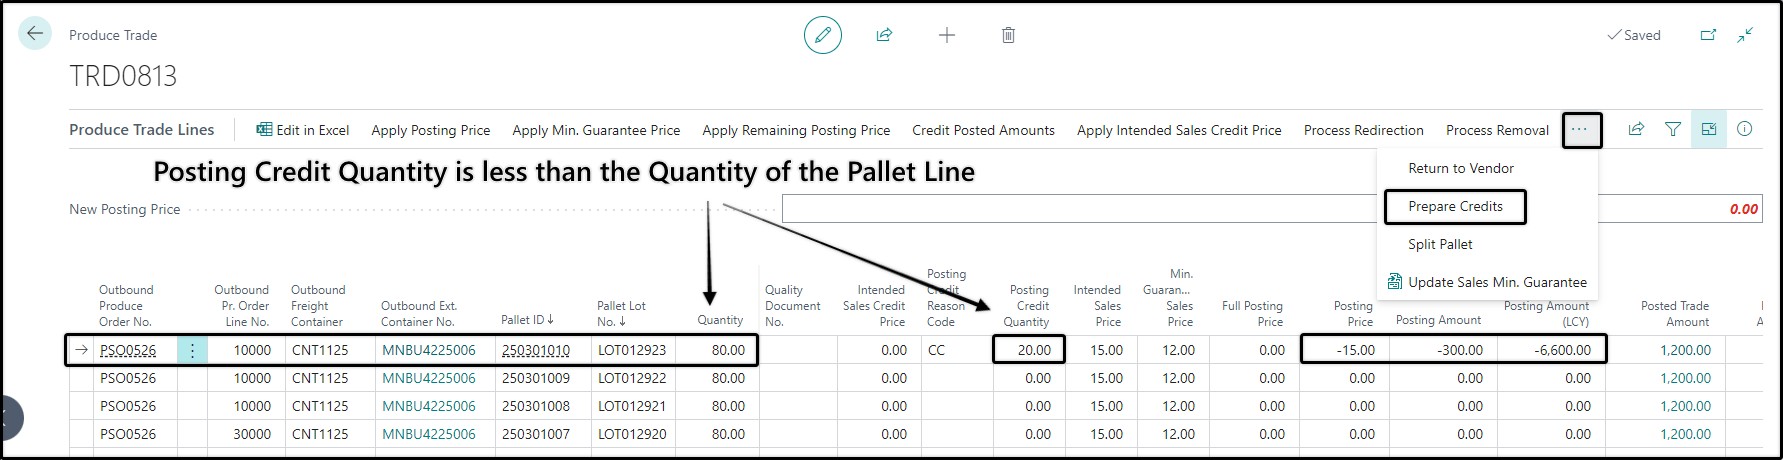 Produce Trade
Saved
TRD0813
Produce Trade Lines Edit in Excel Apply Posting Price Apply Min. Guarantee Price Apply Remaining Posting Price Credit Posted Amounts Apply Intended Sales Credit Price Process Redirection Process Removal ...
Return to Vendor
Prepare Credits
Split Pallet
Update Sales Min. Guarantee
Posting Credit Quantity is less than the Quantity of the Pallet Line
New Posting Price 0.00
Outbound Produce Order No. Outbound Pr. Order Line No. Outbound Freight Container Outbound Ext. Container No. Pallet ID↓ Pallet Lot No.↓ Quantity Quality Document No. Intended Sales Credit Price Posting Credit Reason Code Posting Credit Quantity Intended Sales Price Min. Guaran... Sales Price Full Posting Price Posting Price Posting Amount Posting Amount (LCY) Posted Trade Amount
→ PSO0526 10000 CNT1125 MNBU4225006 250301010 LOT012923 80.00 0.00 CC 20.00 15.00 12.00 0.00 -15.00 -300.00 -6,600.00 1,200.00
PSO0526 10000 CNT1125 MNBU4225006 250301009 LOT012922 80.00 0.00 0.00 15.00 12.00 0.00 0.00 0.00 0.00 1,200.00
PSO0526 10000 CNT1125 MNBU4225006 250301008 LOT012921 80.00 0.00 0.00 15.00 12.00 0.00 0.00 0.00 0.00 1,200.00
PSO0526 30000 CNT1125 MNBU4225006 250301007 LOT012920 80.00 0.00 0.00 15.00 12.00 0.00 0.00 0.00 0.00 1,200.00